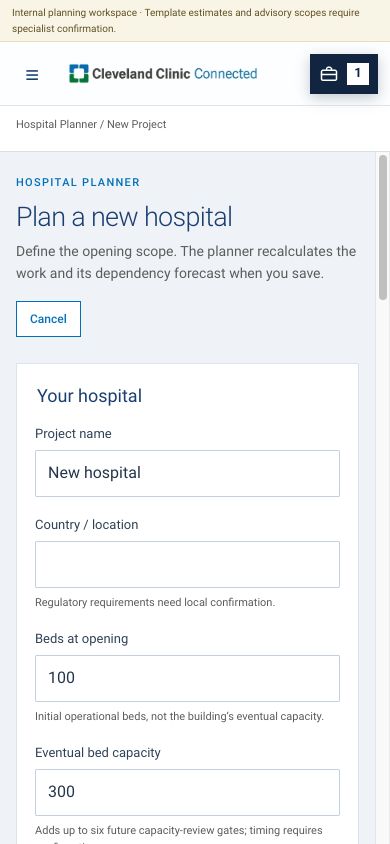 Internal planning workspace · Template estimates and advisory scopes require
specialist confirmation.
Cleveland Clinic Connected
1
Hospital Planner / New Project
HOSPITAL PLANNER
Plan a new hospital
Define the opening scope. The planner recalculates the
work and its dependency forecast when you save.
Cancel
Your hospital
Project name
New hospital
Country / location
Regulatory requirements need local confirmation.
Beds at opening
100
Initial operational beds, not the building's eventual capacity.
Eventual bed capacity
300
Adds up to six future capacity-review gates; timing requires